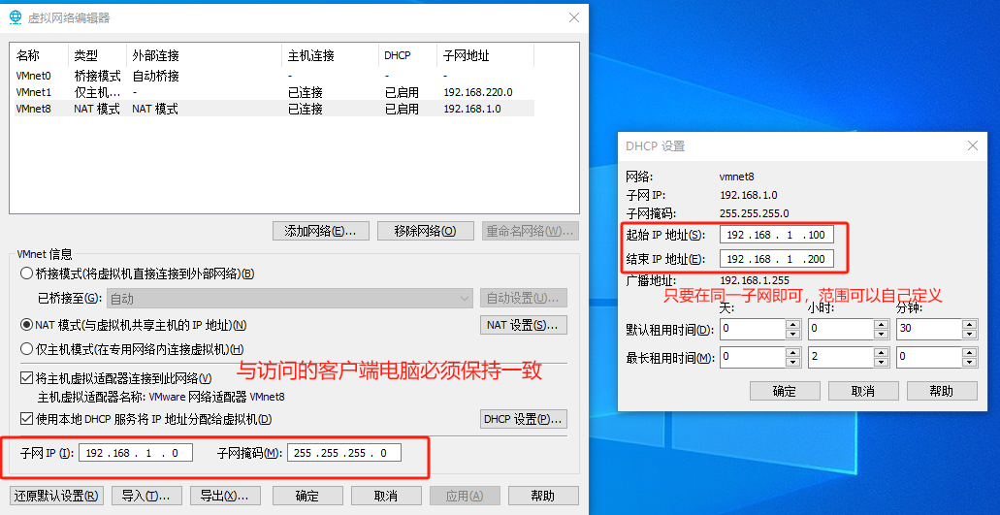 虚拟网络编辑器
名称 类型 外部连接 主机连接 DHCP 子网地址
VMnet0 桥接模式 自动桥接 - - -
VMnet1 仅主机... - 已连接 已启用 192.168.220.0
VMnet8 NAT 模式 NAT 模式 已连接 已启用 192.168.1.0
添加网络(E)... 移除网络(O) 重命名网络(W)...
VMnet 信息
桥接模式(将虚拟机直接连接到外部网络)(B)
已桥接至(G): 自动 自动设置(U)...
NAT 模式(与虚拟机共享主机的 IP 地址)(N) NAT 设置(S)...
仅主机模式(在专用网络内连接虚拟机)(H)
与访问的客户端电脑必须保持一致
将主机虚拟适配器连接到此网络(V)
主机虚拟适配器名称: VMware 网络适配器 VMnet8
使用本地 DHCP 服务将 IP 地址分配给虚拟机(D) DHCP 设置(P)...
子网 IP (I): 192 . 168 . 1 . 0 子网掩码(M): 255 . 255 . 255 . 0
还原默认设置(R) 导入(T)... 导出(X)... 确定 取消 应用(A) 帮助
DHCP 设置
网络: vmnet8
子网 IP: 192.168.1.0
子网掩码: 255.255.255.0
起始 IP 地址(S): 192 . 168 . 1 . 100
结束 IP 地址(E): 192 . 168 . 1 . 200
广播地址: 192.168.1.255
只要在同一子网即可，范围可以自己定义
天: 小时: 分钟:
默认租用时间(D): 0 0 30
最长租用时间(M): 0 2 0
确定 取消 帮助